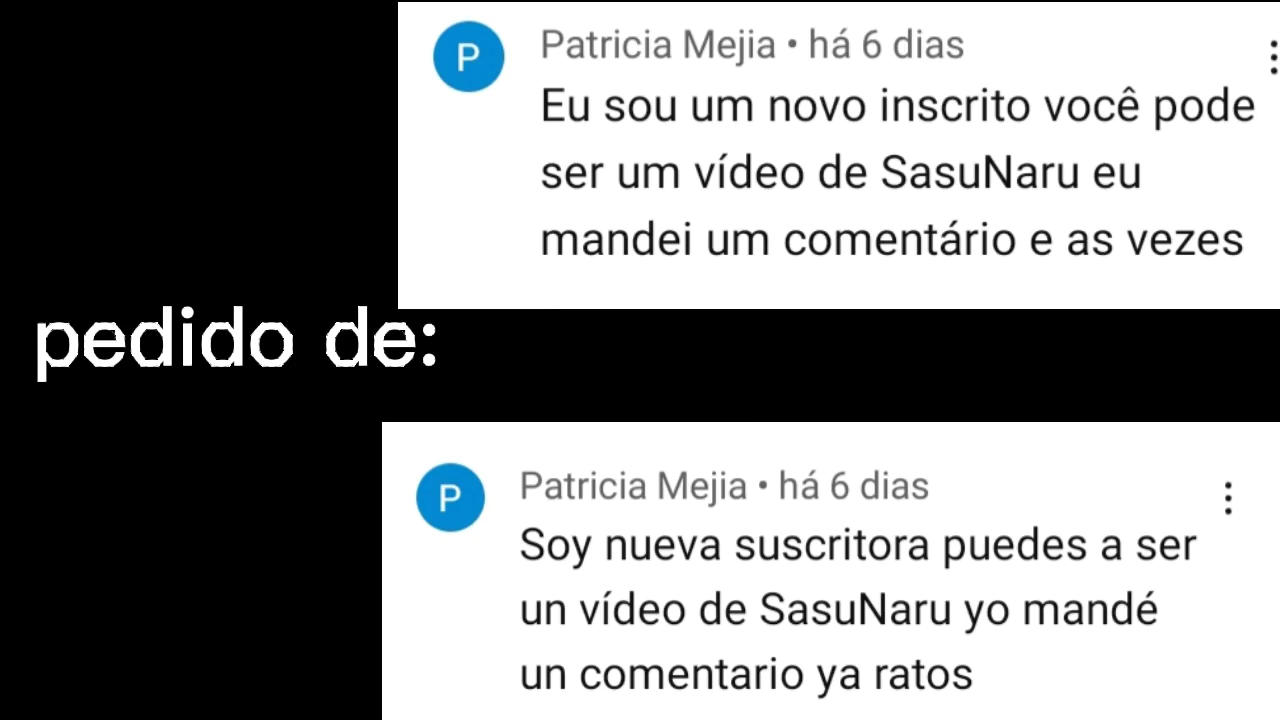 P
Patricia Mejia • há 6 dias
Eu sou um novo inscrito você pode
ser um vídeo de SasuNaru eu
mandei um comentário e as vezes
pedido de:
P
Patricia Mejia • há 6 dias
Soy nueva suscritora puedes a ser
un vídeo de SasuNaru yo mandé
un comentario ya ratos